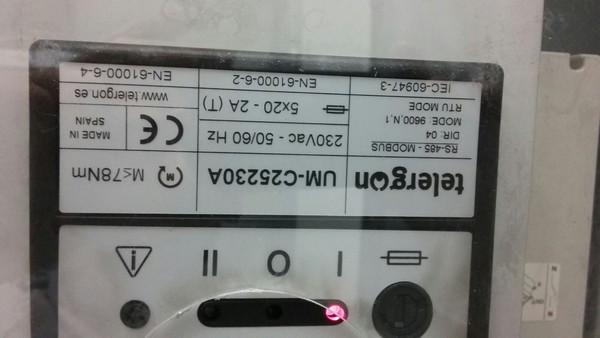 I O II
telergon UM-C25230A M M≤78Nm
RS-485 - MODBUS
DIR: 04
MODE: 9600,N,1
RTU MODE
230Vac - 50/60 Hz
5x20 - 2A (T)
CE
MADE IN
SPAIN
www.telergon.es
IEC-60947-3 EN-61000-6-2 EN-61000-6-4